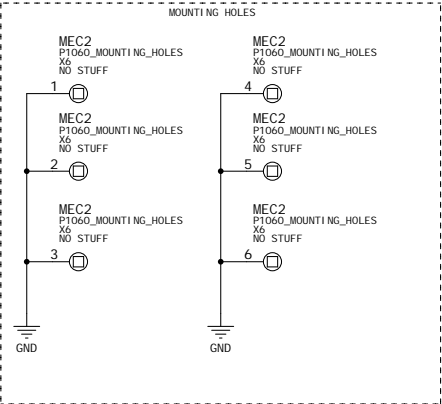 MOUNTING HOLES
MEC2
P1060_MOUNTING_HOLES
X6
NO STUFF
1
MEC2
P1060_MOUNTING_HOLES
X6
NO STUFF
2
MEC2
P1060_MOUNTING_HOLES
X6
NO STUFF
3
GND
MEC2
P1060_MOUNTING_HOLES
X6
NO STUFF
4
MEC2
P1060_MOUNTING_HOLES
X6
NO STUFF
5
MEC2
P1060_MOUNTING_HOLES
X6
NO STUFF
6
GND